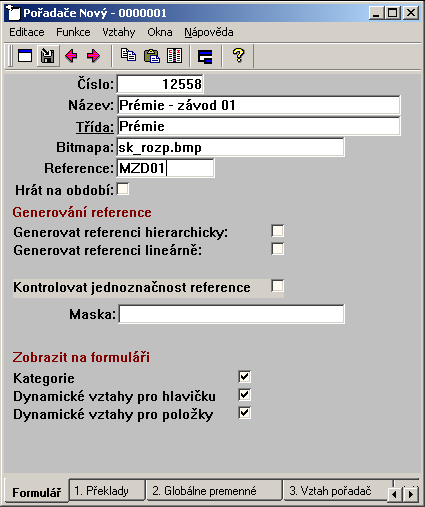 Pořadače Nový - 0000001
Editace Funkce Vztahy Okna Nápověda
Číslo: 12558
Název: Prémie - závod 01
Třída: Prémie
Bitmapa: sk_rozp.bmp
Reference: MZD01
Hrát na období:
Generování reference
Generovat referenci hierarchicky:
Generovat referenci lineárně:
Kontrolovat jednoznačnost reference
Maska:
Zobrazit na formuláři
Kategorie
Dynamické vztahy pro hlavičku
Dynamické vztahy pro položky
Formulář 1. Překlady 2. Globálne premenné 3. Vztah pořadač